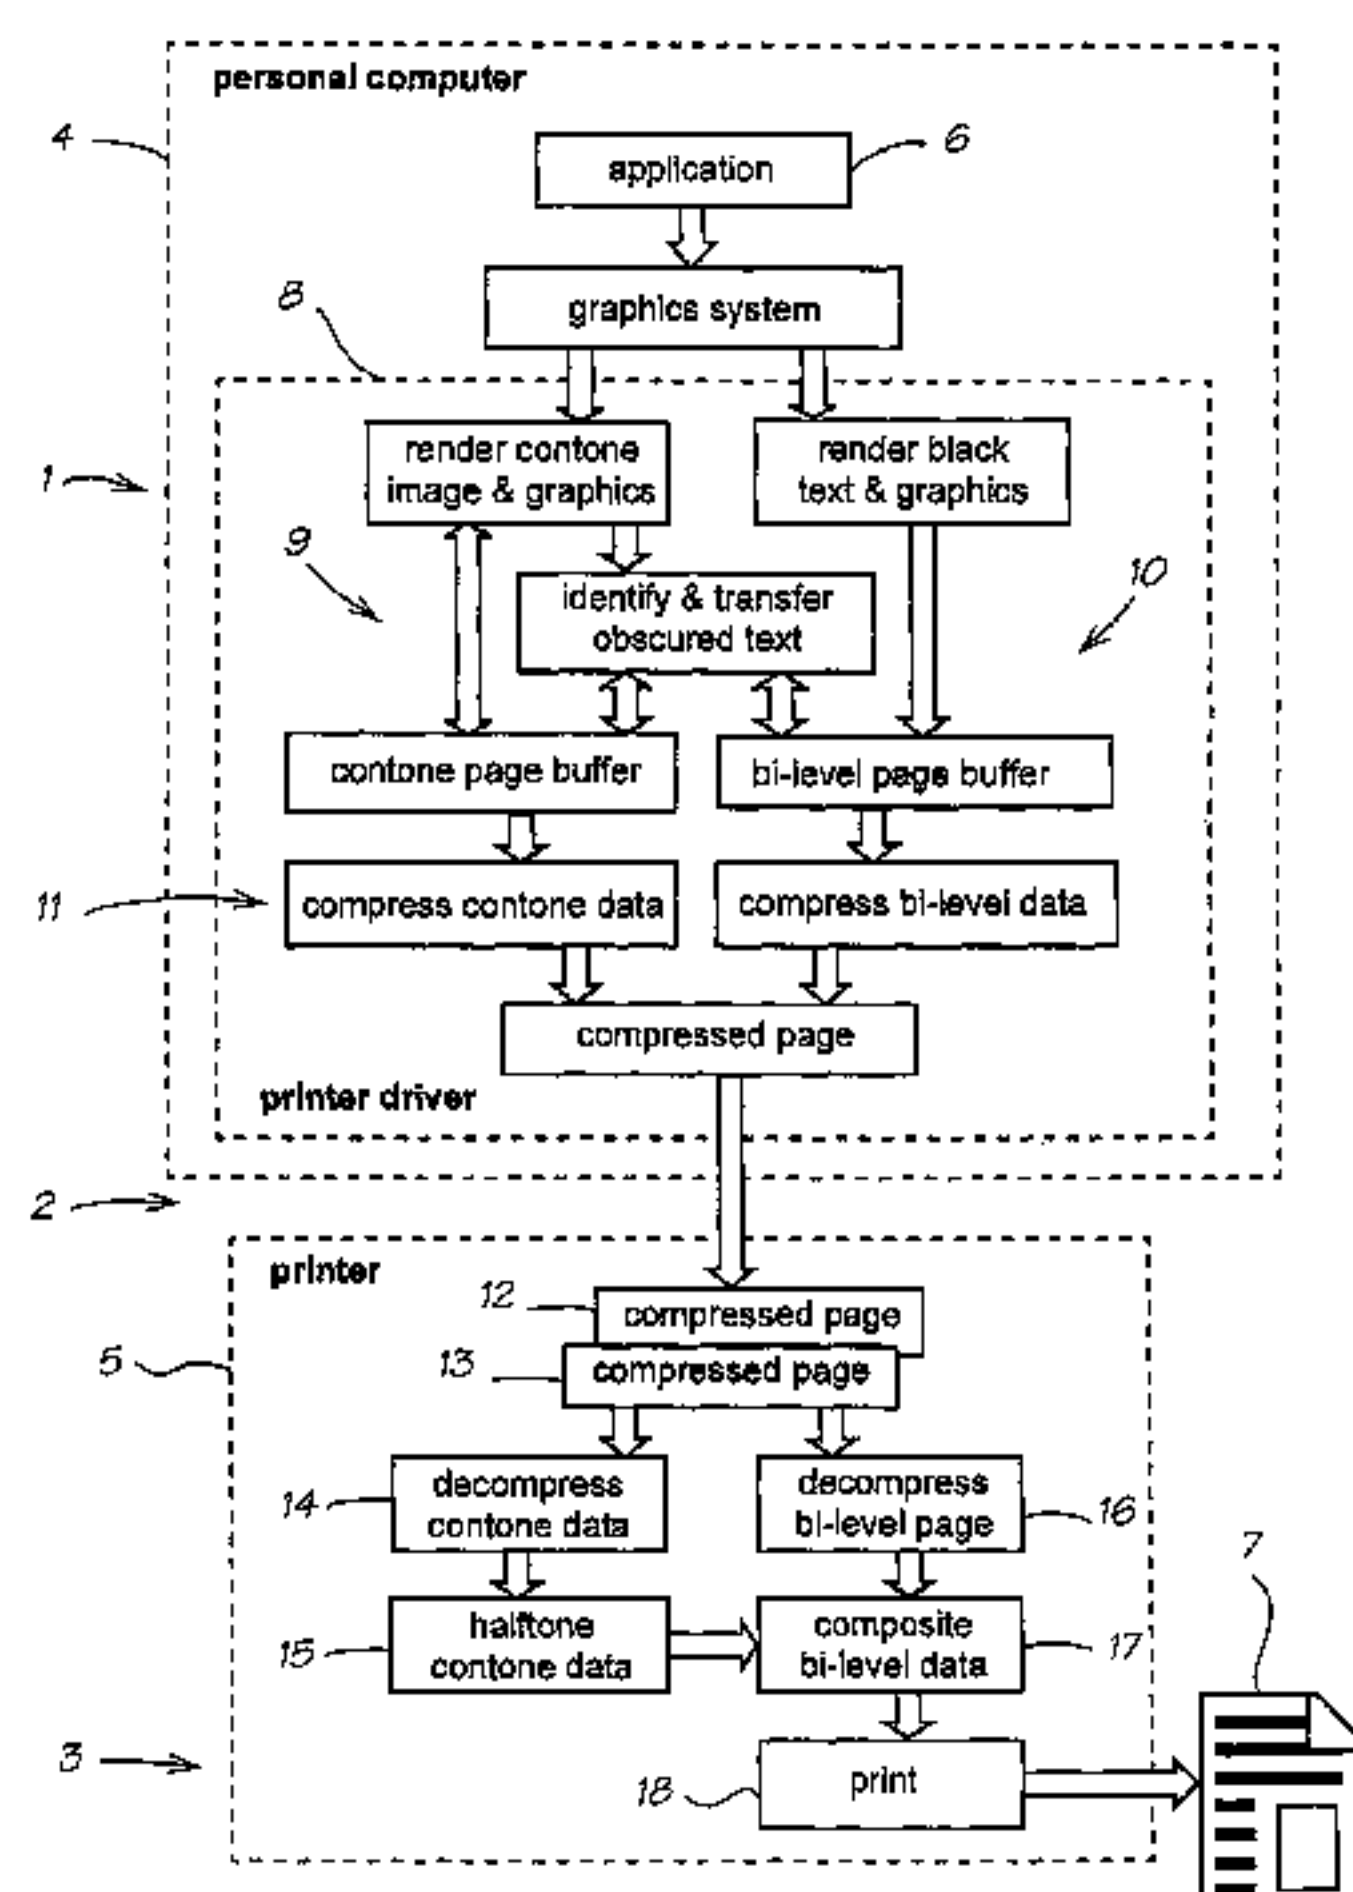 personal computer
4
6
application
8
graphics system
1
render contone
image & graphics
render black
text & graphics
9
10
identify & transfer
obscured text
contone page buffer
bi-level page buffer
11
compress contone data
compress bi-level data
compressed page
printer driver
2
printer
12
compressed page
5
13
compressed page
14
decompress
contone data
decompress
bi-level page
16
7
15
halftone
contone data
composite
bi-level data
17
3
18
print